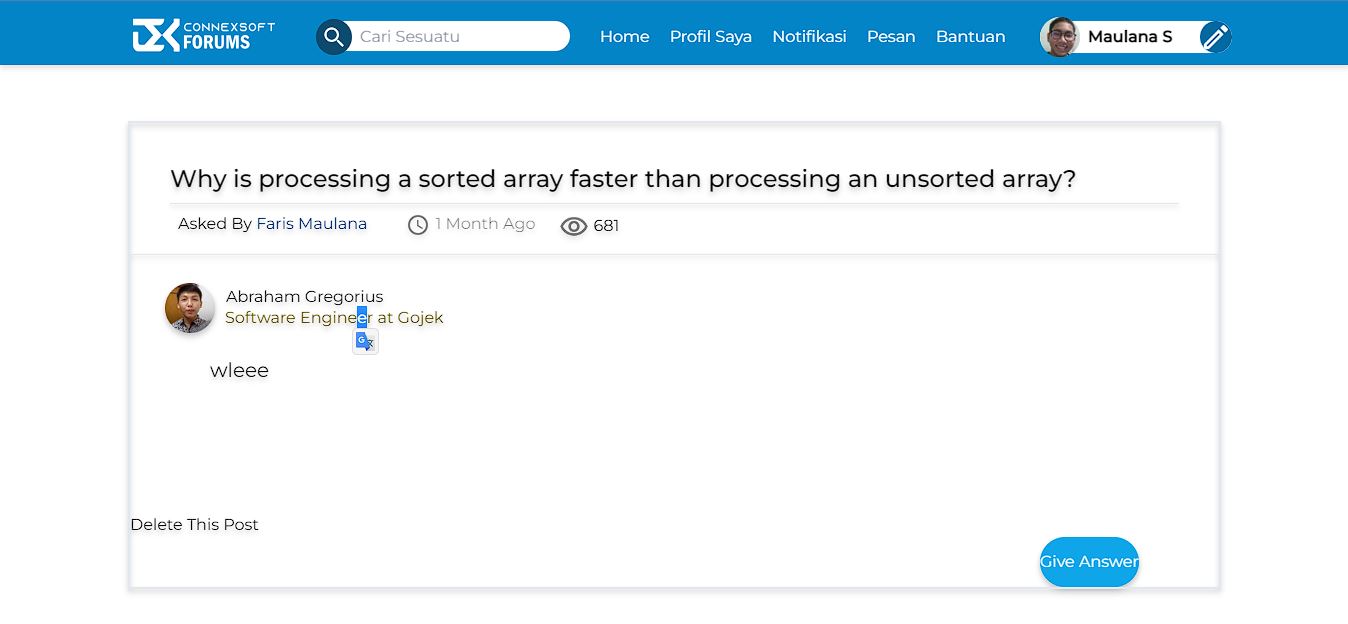 CONNEXSOFT
FORUMS
Cari Sesuatu
Home
Profil Saya
Notifikasi
Pesan
Bantuan
Maulana S
Why is processing a sorted array faster than processing an unsorted array?
Asked By Faris Maulana
1 Month Ago
681
Abraham Gregorius
Software Engineer at Gojek
wleee
Delete This Post
Give Answer